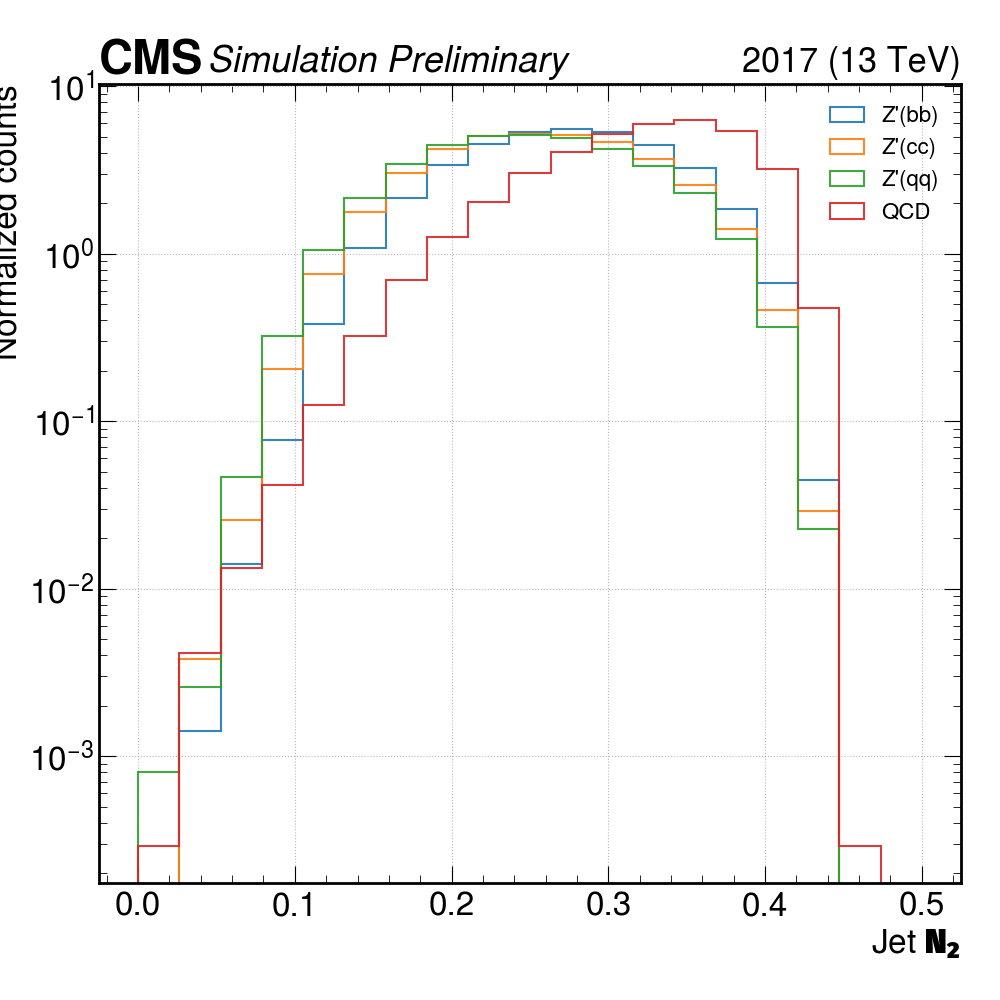 CMS Simulation Preliminary 2017 (13 TeV)
Normalized counts
10¹
10⁰
10⁻¹
10⁻²
10⁻³
Z'(bb)
Z'(cc)
Z'(qq)
QCD
0.0 0.1 0.2 0.3 0.4 0.5
Jet N₂